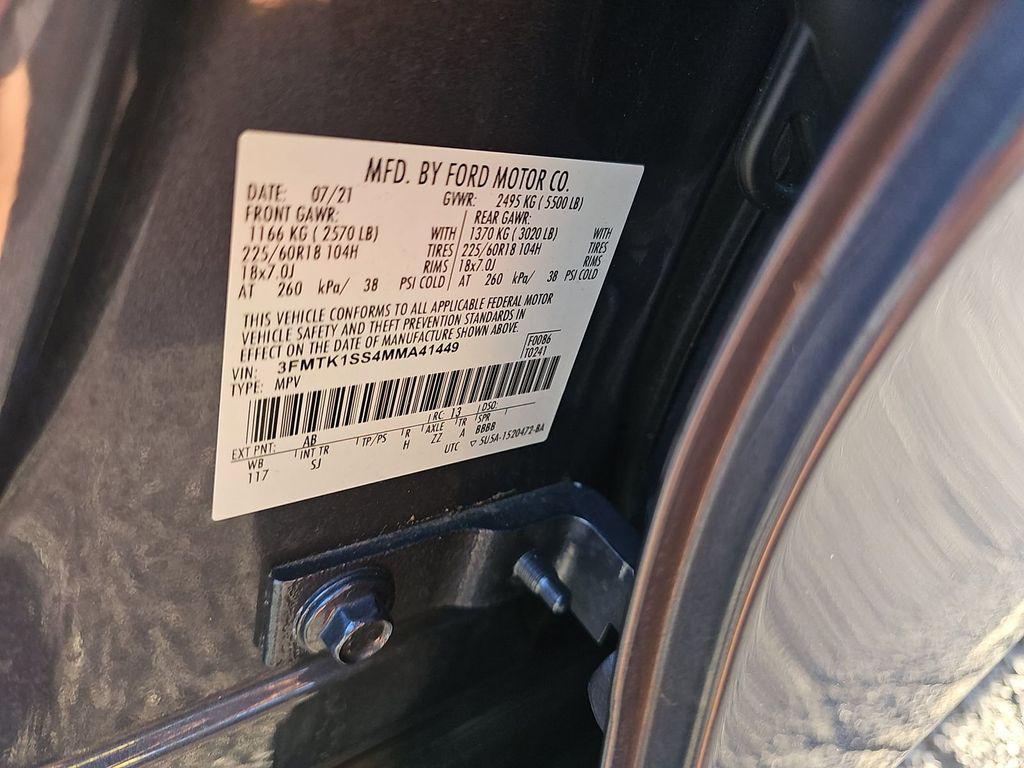 MFD. BY FORD MOTOR CO.
DATE: 07/21 GVWR: 2495 KG ( 5500 LB)
FRONT GAWR: REAR GAWR:
1166 KG ( 2570 LB) WITH 1370 KG ( 3020 LB) WITH
225/60R18 104H TIRES 225/60R18 104H TIRES
18x7.0J RIMS 18x7.0J RIMS
AT 260 kPa/ 38 PSI COLD AT 260 kPa/ 38 PSI COLD
THIS VEHICLE CONFORMS TO ALL APPLICABLE FEDERAL MOTOR
VEHICLE SAFETY AND THEFT PREVENTION STANDARDS IN
EFFECT ON THE DATE OF MANUFACTURE SHOWN ABOVE.
VIN: 3FMTK1SS4MMA41449 F0086
TYPE: MPV T0241
EXT PNT: AB RC: 13 DSO:
WB INT TR TP/PS R AXLE TR SPR
117 SJ H ZZ A BBBB
UTC ▽ 5U5A-1520472-BA